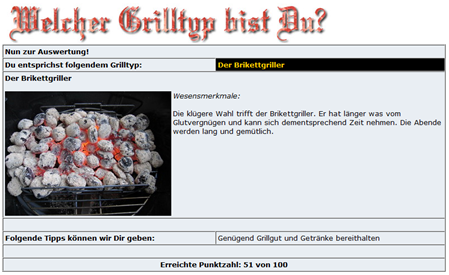 Welcher Grilltyp bist Du?
Nun zur Auswertung!
Du entsprichst folgendem Grilltyp: Der Brikettgriller
Der Brikettgriller
Wesensmerkmale:
Die klügere Wahl trifft der Brikettgriller. Er hat länger was vom
Glutvergnügen und kann sich dementsprechend Zeit nehmen. Die Abende
werden lang und gemütlich.
Folgende Tipps können wir Dir geben: Genügend Grillgut und Getränke bereithalten
Erreichte Punktzahl: 51 von 100